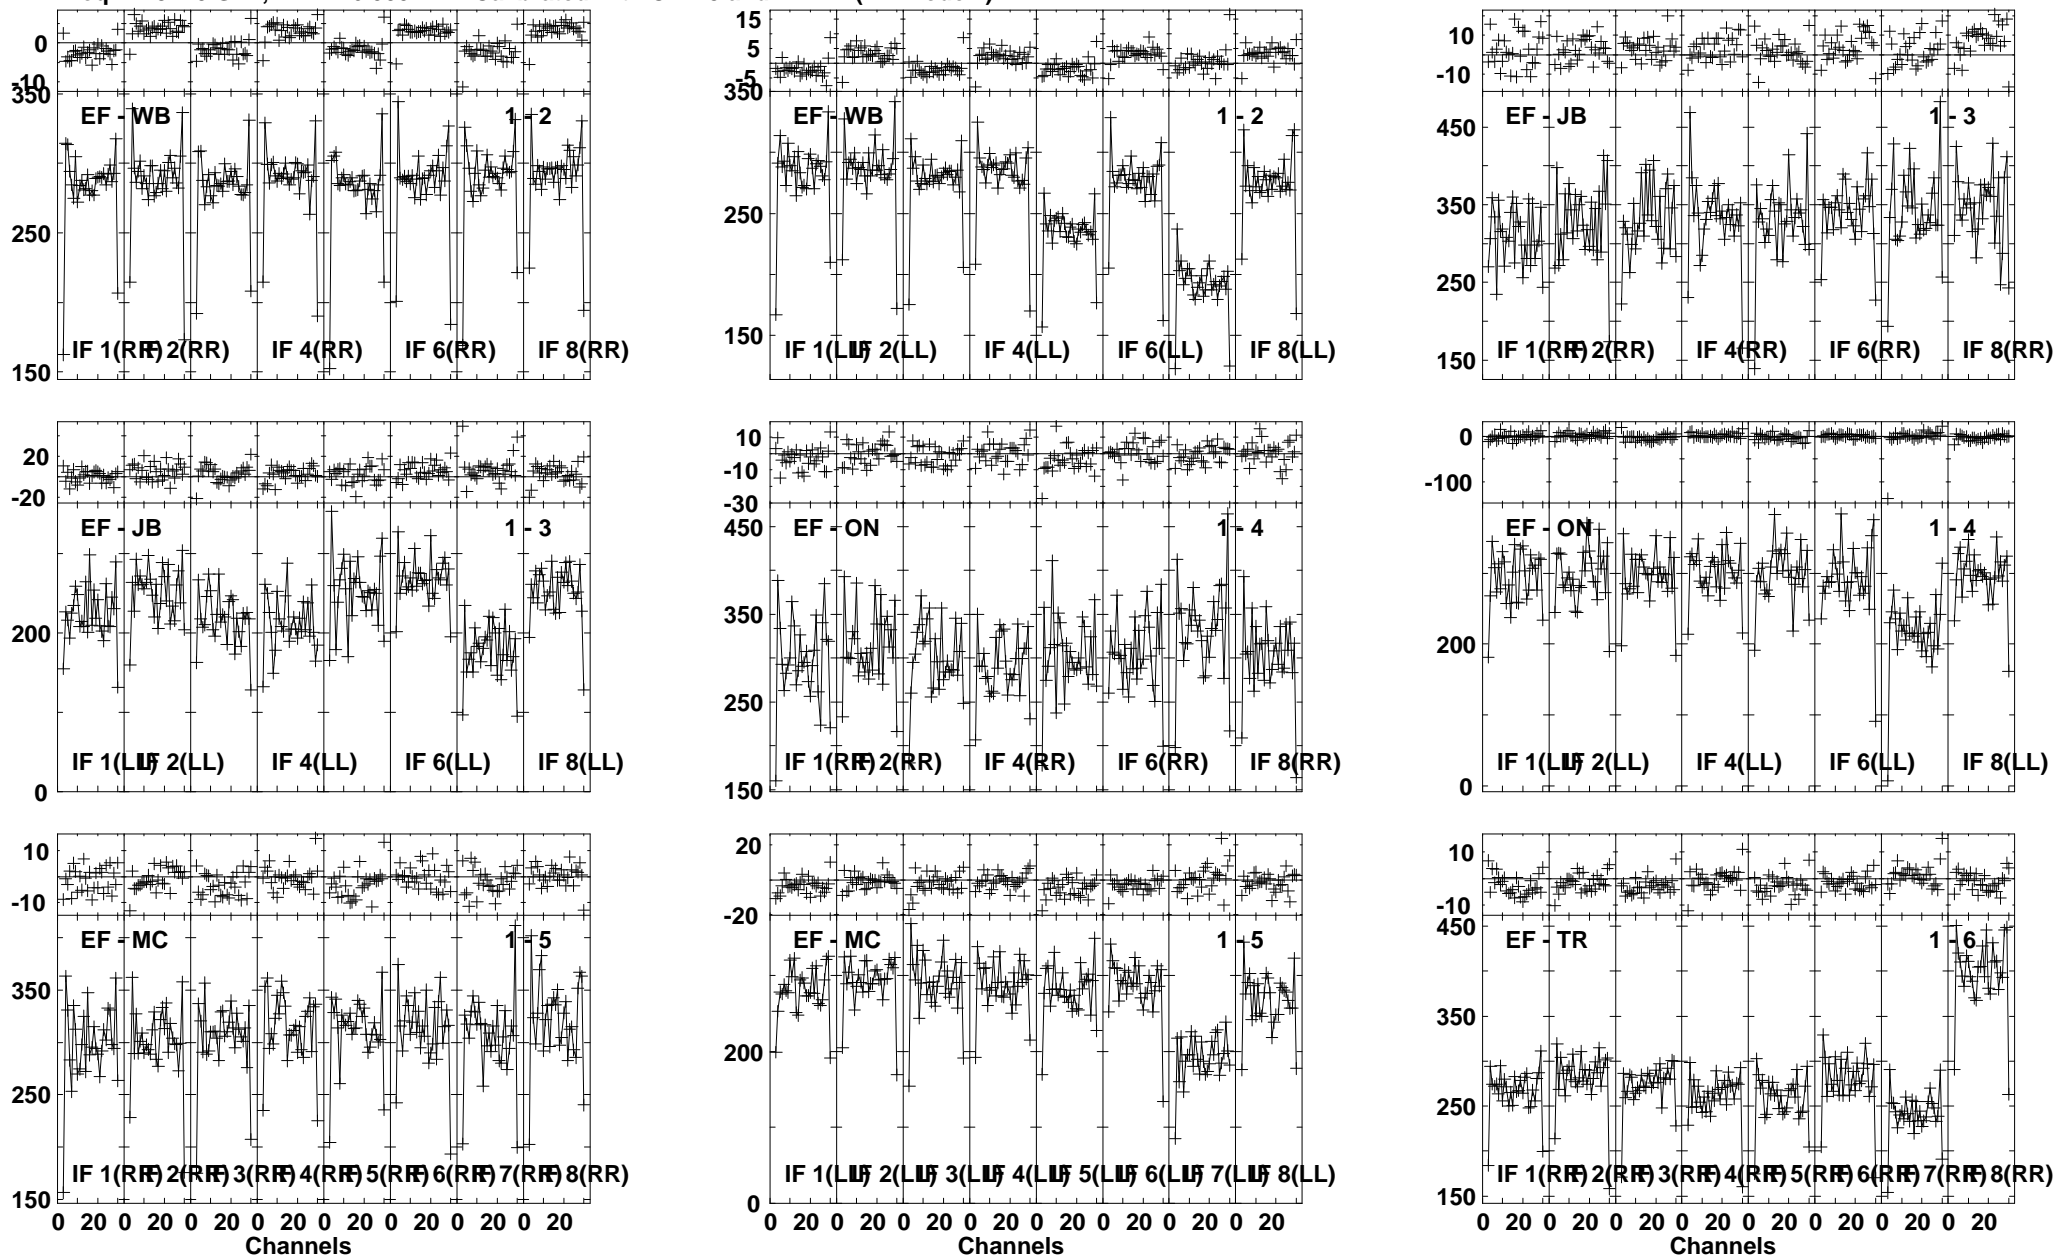 0
-10
15
5
-5
10
-10
350
250
150
EF - WB
1 - 2
IF 1(RR)
IF 2(RR)
IF 4(RR)
IF 6(RR)
IF 8(RR)
350
250
150
EF - WB
1 - 2
IF 1(LL)
IF 2(LL)
IF 4(LL)
IF 6(LL)
IF 8(LL)
450
350
250
150
EF - JB
1 - 3
IF 1(RR)
IF 2(RR)
IF 4(RR)
IF 6(RR)
IF 8(RR)
20
-20
10
-10
-30
0
-100
200
0
EF - JB
1 - 3
IF 1(LL)
IF 2(LL)
IF 4(LL)
IF 6(LL)
IF 8(LL)
450
350
250
150
EF - ON
1 - 4
IF 1(RR)
IF 2(RR)
IF 4(RR)
IF 6(RR)
IF 8(RR)
200
0
EF - ON
1 - 4
IF 1(LL)
IF 2(LL)
IF 4(LL)
IF 6(LL)
IF 8(LL)
10
-10
20
-20
10
-10
350
250
150
EF - MC
1 - 5
IF 1(RR)
IF 2(RR)
IF 3(RR)
IF 4(RR)
IF 5(RR)
IF 6(RR)
IF 7(RR)
IF 8(RR)
200
0
EF - MC
1 - 5
IF 1(LL)
IF 2(LL)
IF 3(LL)
IF 4(LL)
IF 5(LL)
IF 6(LL)
IF 7(LL)
IF 8(LL)
450
350
250
150
EF - TR
1 - 6
IF 1(RR)
IF 2(RR)
IF 3(RR)
IF 4(RR)
IF 5(RR)
IF 6(RR)
IF 7(RR)
IF 8(RR)
0 20 0 20 0 20 0 20 0 20 0 20 0 20 0 20
Channels
0 20 0 20 0 20 0 20 0 20 0 20 0 20 0 20
Channels
0 20 0 20 0 20 0 20 0 20 0 20 0 20 0 20
Channels